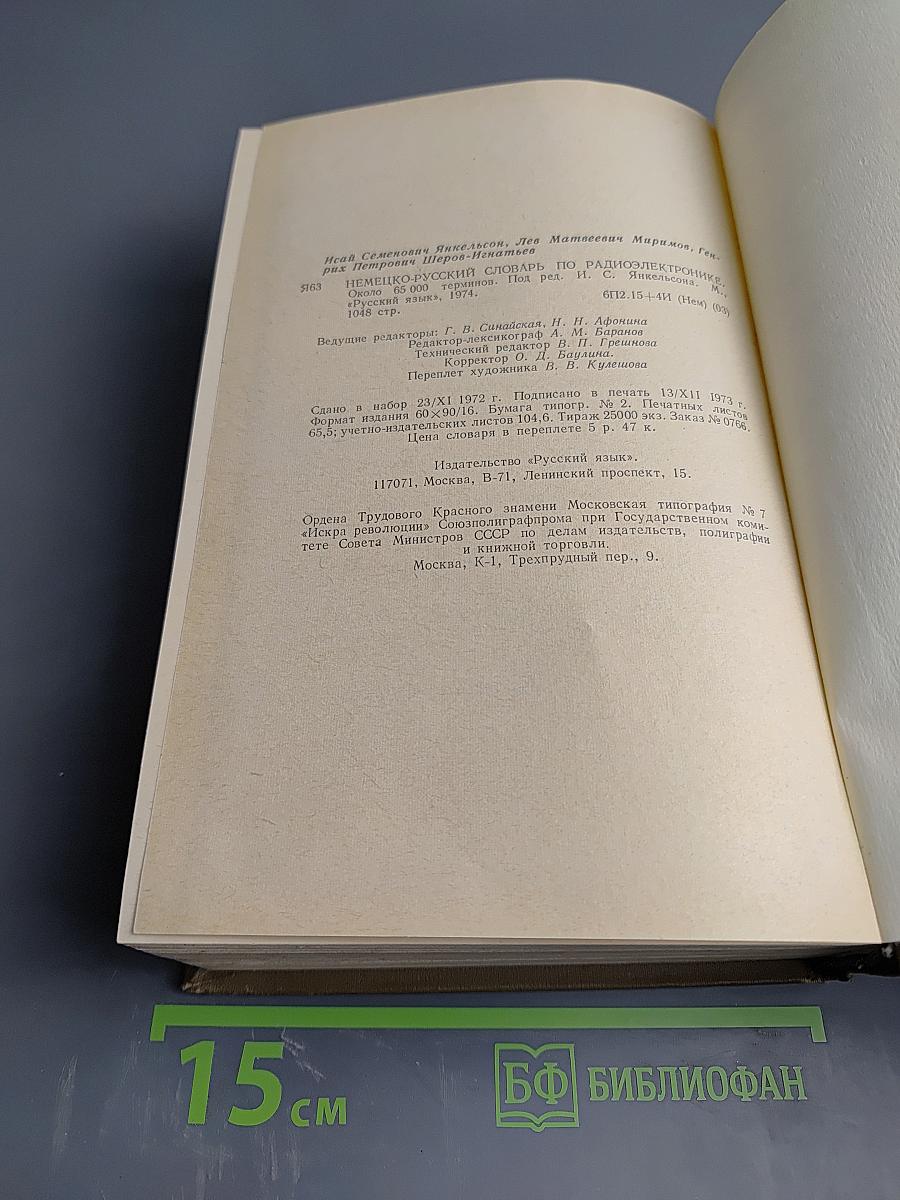 Исай Семенович Янкельсон, Лев Матвеевич Миримов, Ген-
рих Петрович Шеров-Игнатьев
Я63 НЕМЕЦКО-РУССКИЙ СЛОВАРЬ ПО РАДИОЭЛЕКТРОНИКЕ.
Около 65 000 терминов. Под ред. И. С. Янкельсона. М.,
«Русский язык», 1974.
1048 стр. 6П2.15+4И (Нем) (03)
Ведущие редакторы: Г. В. Синайская, Н. Н. Афонина
Редактор-лексикограф А. М. Баранов
Технический редактор В. П. Грешнова
Корректор О. Д. Баулина.
Переплет художника В. В. Кулешова
Сдано в набор 23/XI 1972 г. Подписано в печать 13/XII 1973 г.
Формат издания 60×90/16. Бумага типогр. № 2. Печатных листов
65,5; учетно-издательских листов 104,6. Тираж 25000 экз. Заказ № 0766.
Цена словаря в переплете 5 р. 47 к.
Издательство «Русский язык».
117071, Москва, В-71, Ленинский проспект, 15.
Ордена Трудового Красного знамени Московская типография № 7
«Искра революции» Союзполиграфпрома при Государственном коми-
тете Совета Министров СССР по делам издательств, полиграфии
и книжной торговли.
Москва, К-1, Трехпрудный пер., 9.
15 см
БФ БИБЛИОФАН